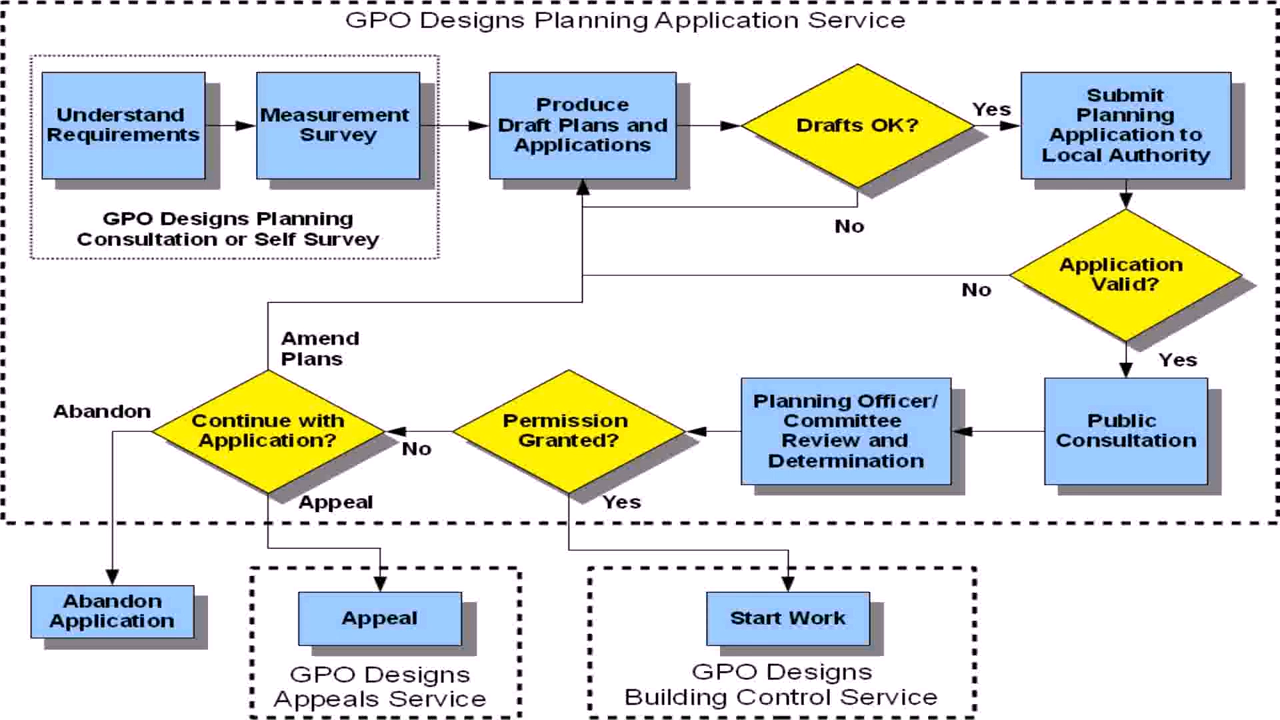 GPO Designs Planning Application Service
Understand
Requirements
Measurement
Survey
GPO Designs Planning
Consultation or Self Survey
Produce
Draft Plans and
Applications
Drafts OK?
Yes
No
Submit
Planning
Application to
Local Authority
Application
Valid?
No
Yes
Public
Consultation
Planning Officer/
Committee
Review and
Determination
Permission
Granted?
No
Yes
Continue with
Application?
Amend
Plans
Abandon
Appeal
Abandon
Application
Appeal
GPO Designs
Appeals Service
Start Work
GPO Designs
Building Control Service